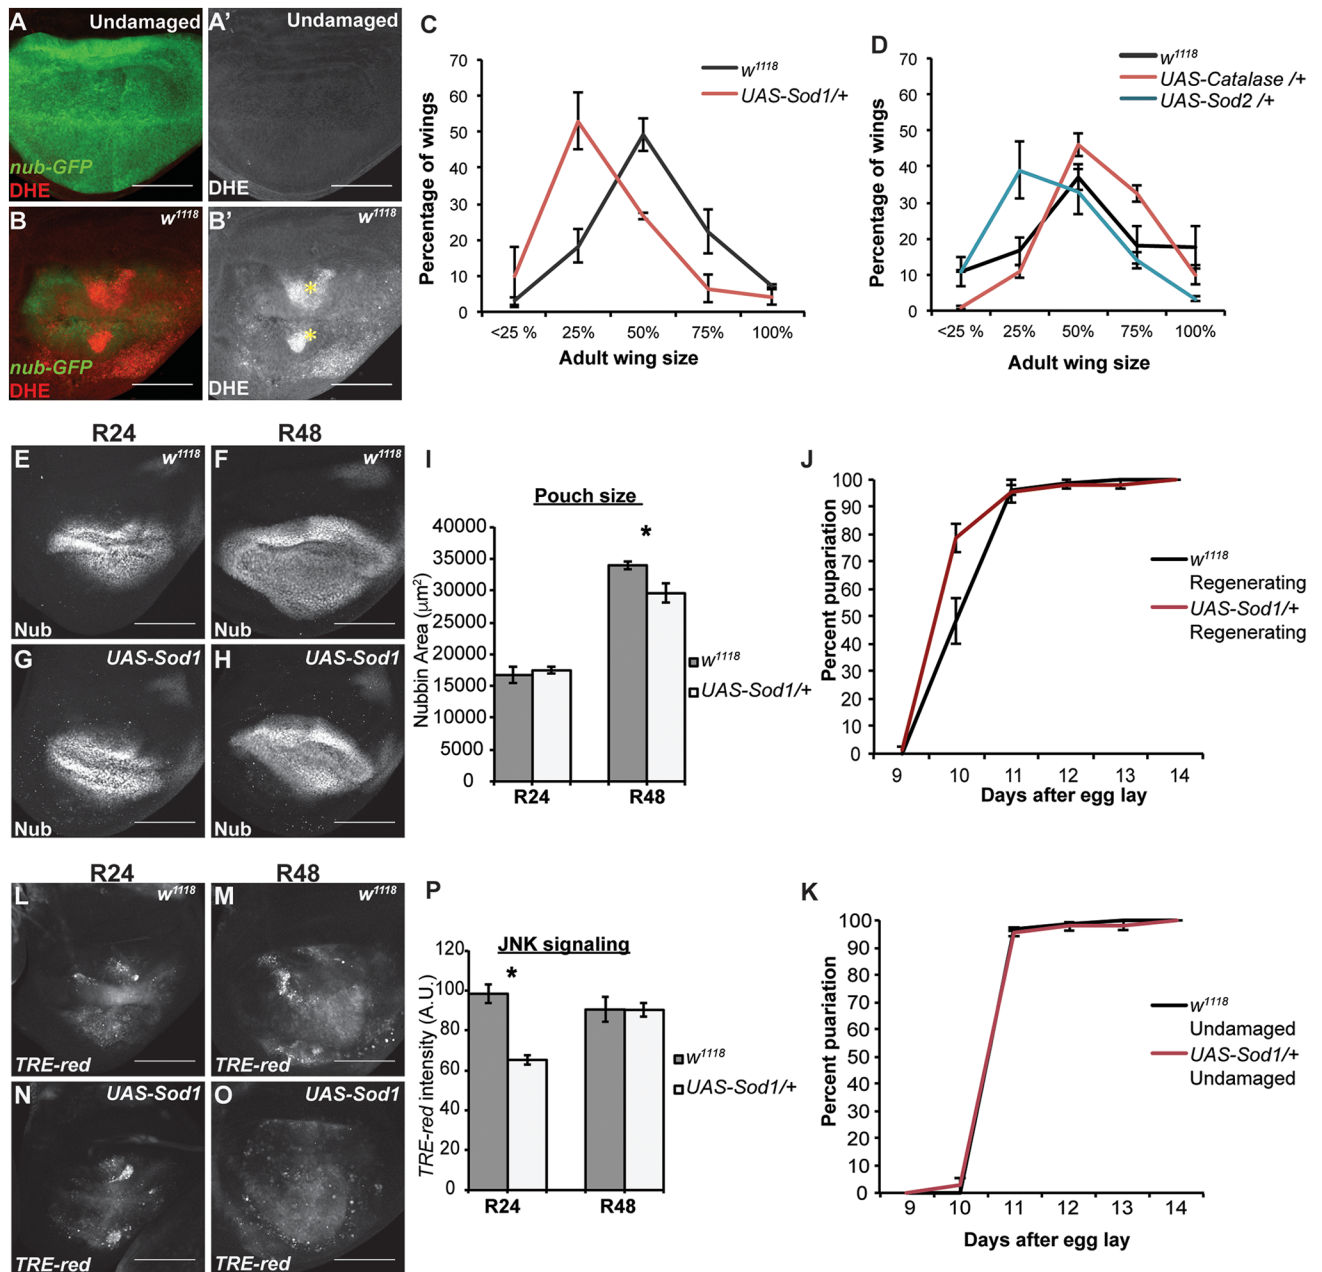 A
Undamaged
nub-GFP
DHE
A’
Undamaged
DHE
B
w1118
nub-GFP
DHE
B’
w1118
*
*
DHE
C
70
60
50
40
30
20
10
0
Percentage of wings
<25 %
25%
50%
75%
100%
Adult wing size
w1118
UAS-Sod1/+
D
70
60
50
40
30
20
10
0
Percentage of wings
<25 %
25%
50%
75%
100%
Adult wing size
w1118
UAS-Catalase /+
UAS-Sod2 /+
R24
R48
E
w1118
Nub
F
w1118
Nub
G
UAS-Sod1
Nub
H
UAS-Sod1
Nub
I
Pouch size
*
40000
35000
30000
25000
20000
15000
10000
5000
0
Nubbin Area (μm2)
R24
R48
w1118
UAS-Sod1/+
J
100
90
80
70
60
50
40
30
20
10
0
Percent pupariation
9
10
11
12
13
14
Days after egg lay
w1118
Regenerating
UAS-Sod1/+
Regenerating
R24
R48
L
w1118
TRE-red
M
w1118
TRE-red
N
UAS-Sod1
TRE-red
O
UAS-Sod1
TRE-red
P
JNK signaling
*
120
100
80
60
40
20
0
TRE-red intensity (A.U.)
R24
R48
w1118
UAS-Sod1/+
K
100
90
80
70
60
50
40
30
20
10
0
Percent puariation
9
10
11
12
13
14
Days after egg lay
w1118
Undamaged
UAS-Sod1/+
Undamaged